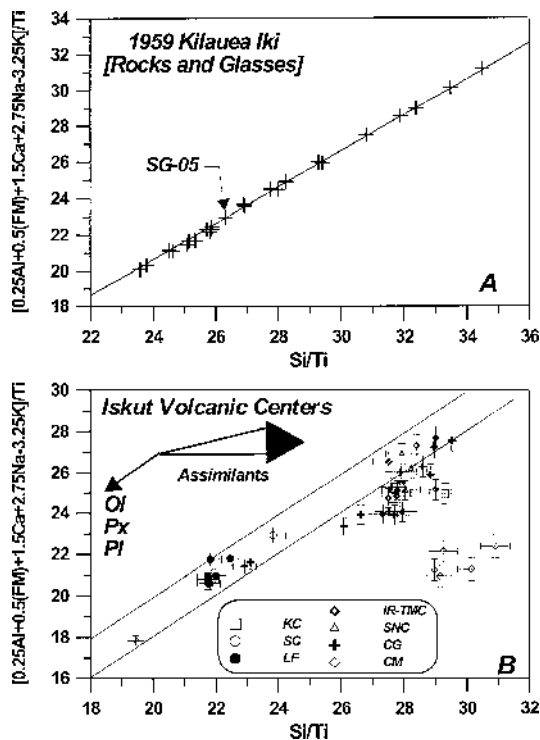 34
32
30
28
26
24
22
20
18
[0.25Al+0.5(FM)+1.5Ca+2.75Na-3.25K]/Ti
1959 Kilauea Iki
[Rocks and Glasses]
SG-05
A
22 24 26 28 30 32 34 36
Si/Ti
30
28
26
24
22
20
18
16
[0.25Al+0.5(FM)+1.5Ca+2.75Na-3.25K]/Ti
Iskut Volcanic Centers
Assimilants
Ol
Px
Pl
KC
SC
LF
IR-TMC
SNC
CG
CM
B
18 20 22 24 26 28 30 32
Si/Ti